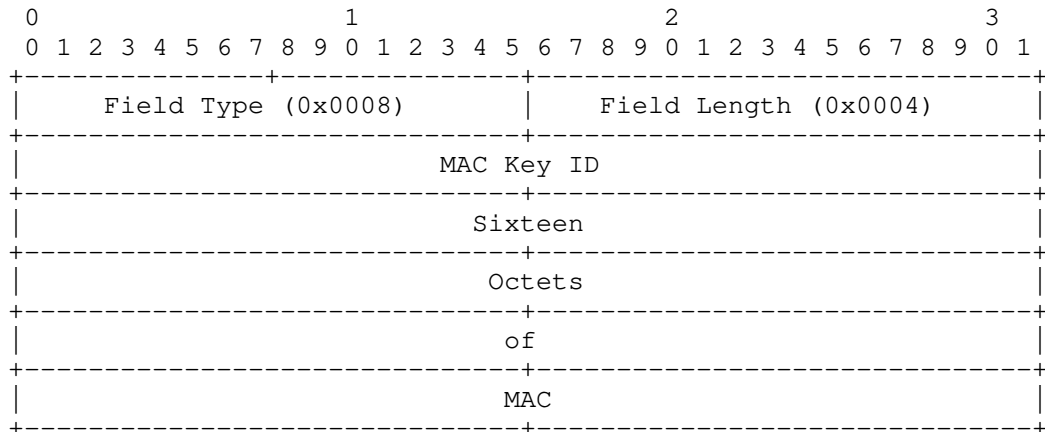 0 1 2 3
0 1 2 3 4 5 6 7 8 9 0 1 2 3 4 5 6 7 8 9 0 1 2 3 4 5 6 7 8 9 0 1
+---------------+---------------+-------------------------------+
| Field Type (0x0008) | Field Length (0x0004) |
+-------------------------------+-------------------------------+
| MAC Key ID |
+-------------------------------+-------------------------------+
| Sixteen |
+-------------------------------+-------------------------------+
| Octets |
+-------------------------------+-------------------------------+
| of |
+-------------------------------+-------------------------------+
| MAC |
+-------------------------------+-------------------------------+